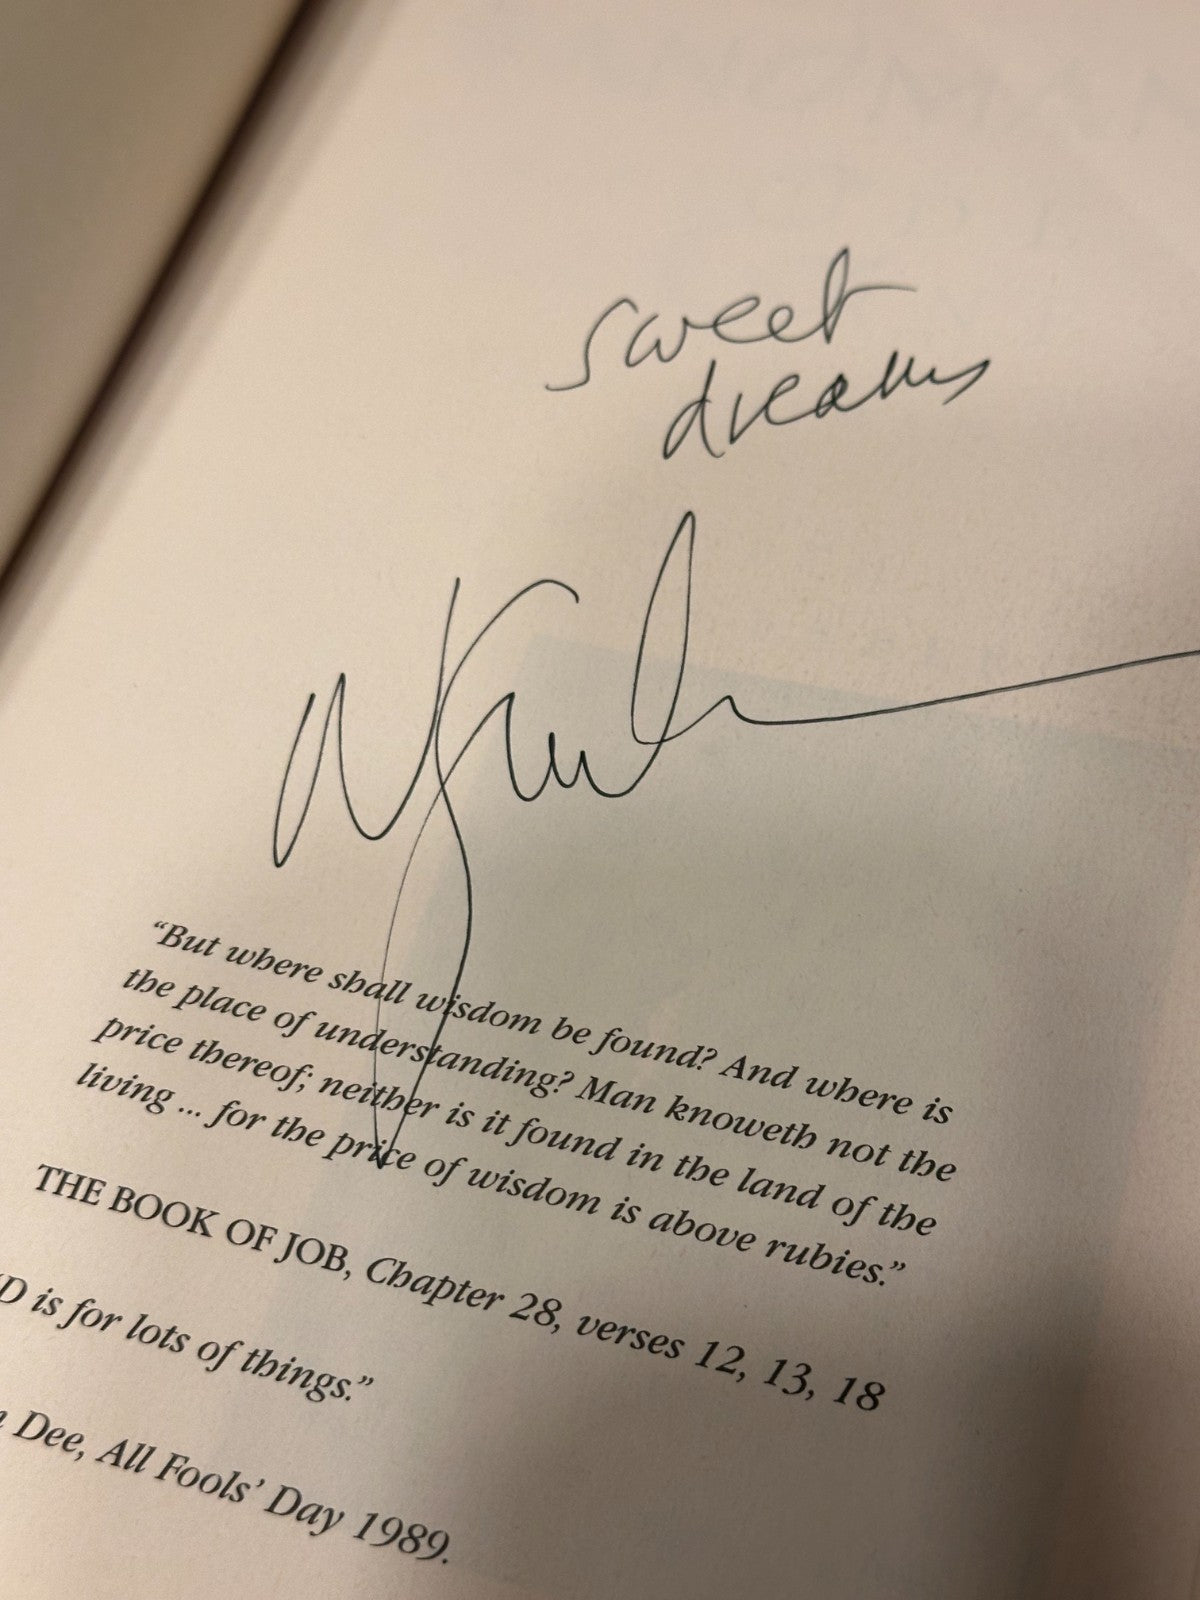 sweet
dreams
“But where shall wisdom be found? And where is
the place of understanding? Man knoweth not the
price thereof; neither is it found in the land of the
living ... for the price of wisdom is above rubies.”
THE BOOK OF JOB, Chapter 28, verses 12, 13, 18
D is for lots of things.”
Dee, All Fools’ Day 1989.